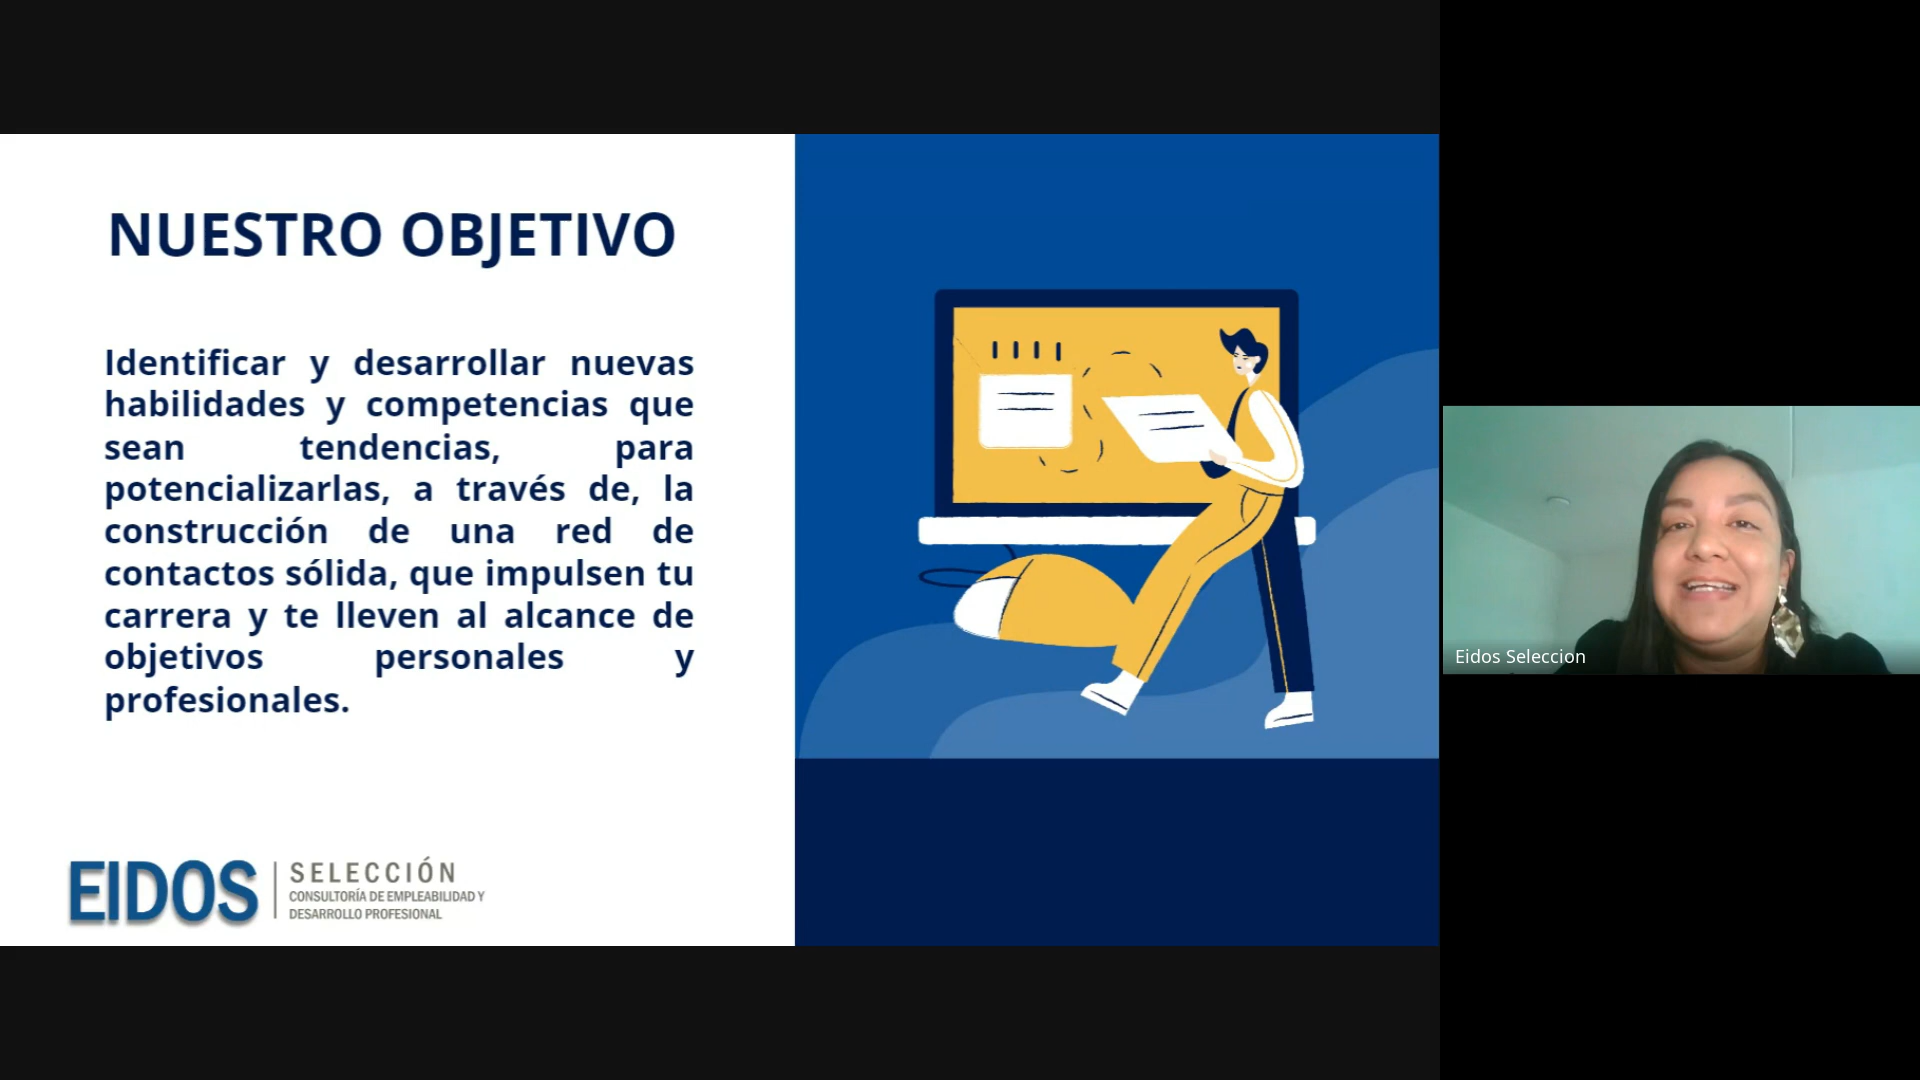 NUESTRO OBJETIVO
Identificar y desarrollar nuevas
habilidades y competencias que
sean tendencias, para
potencializarlas, a través de, la
construcción de una red de
contactos sólida, que impulsen tu
carrera y te lleven al alcance de
objetivos personales y
profesionales.
EIDOS
SELECCIÓN
CONSULTORÍA DE EMPLEABILIDAD Y
DESARROLLO PROFESIONAL
Eidos Seleccion